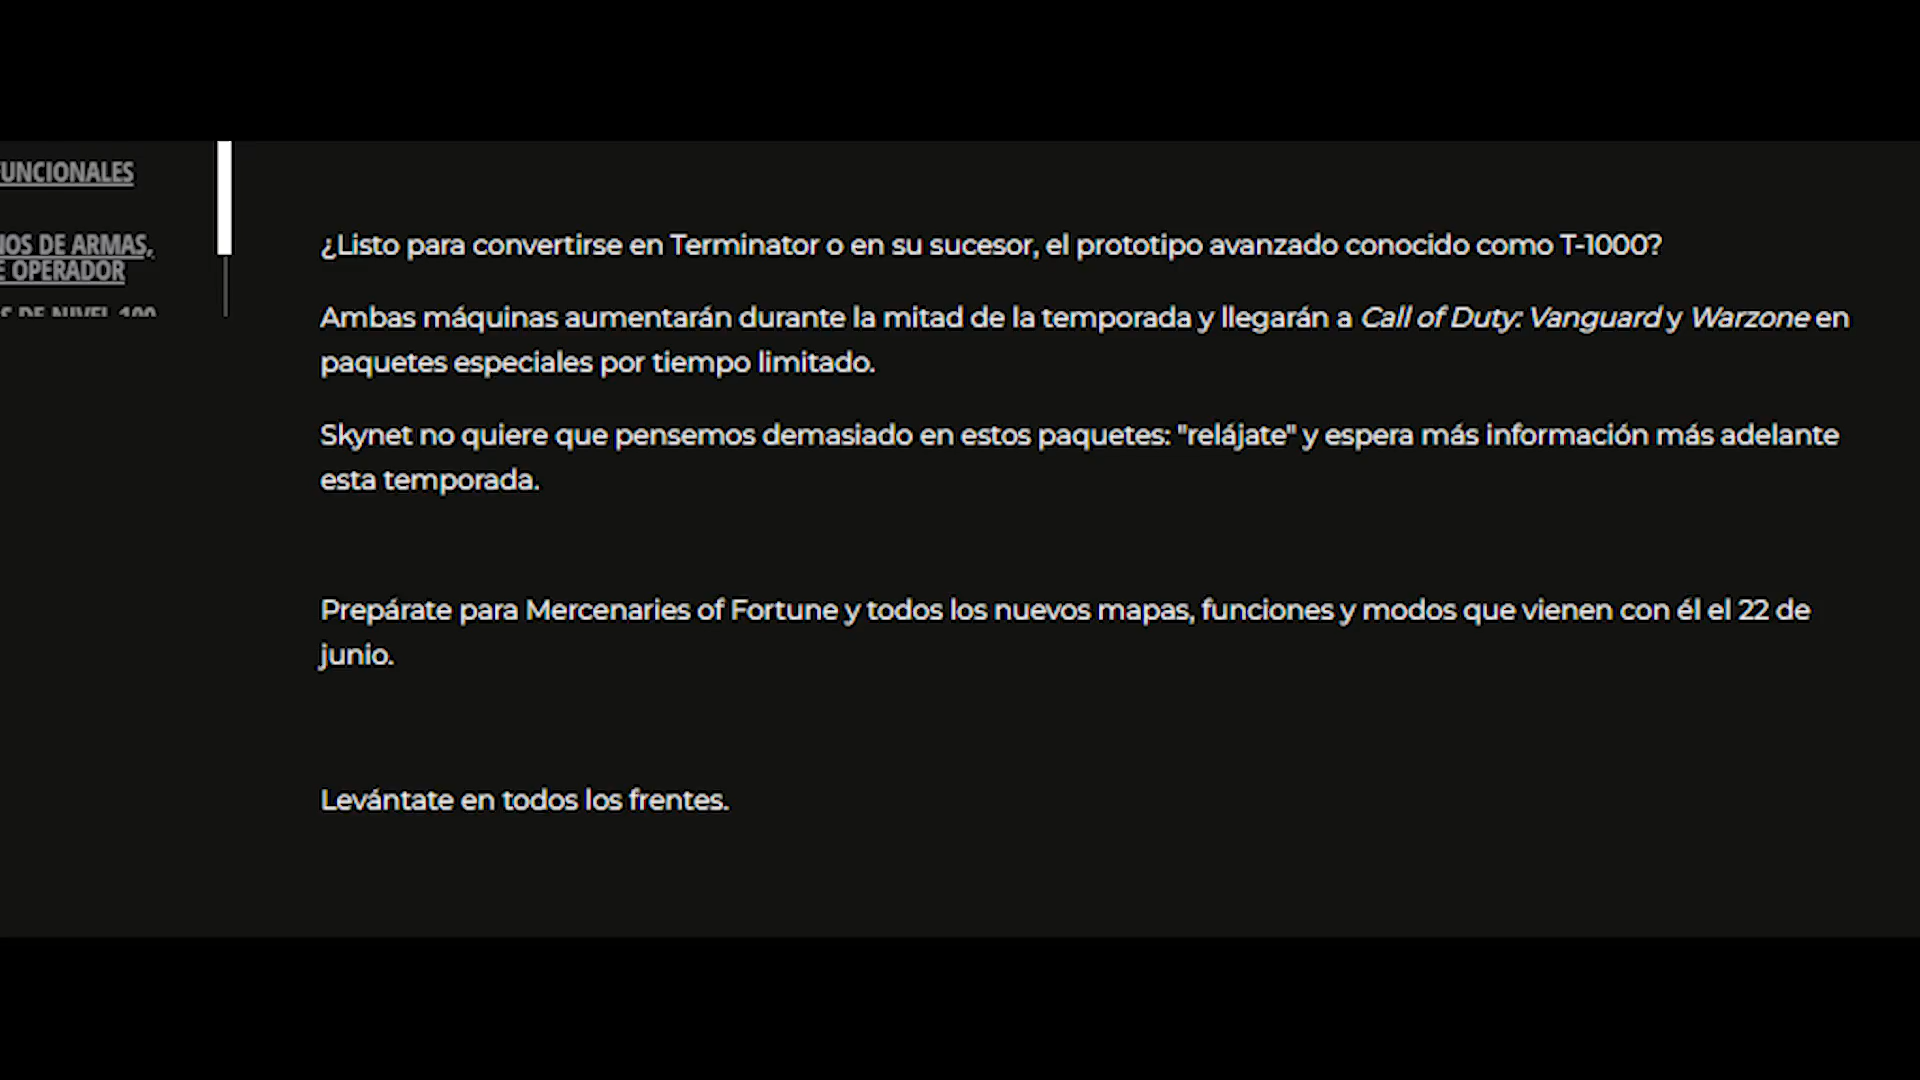 UNCIONALES
NOS DE ARMAS,
E OPERADOR
S DE NIVEL 100
¿Listo para convertirse en Terminator o en su sucesor, el prototipo avanzado conocido como T-1000?
Ambas máquinas aumentarán durante la mitad de la temporada y llegarán a Call of Duty: Vanguard y Warzone en
paquetes especiales por tiempo limitado.
Skynet no quiere que pensemos demasiado en estos paquetes: "relájate" y espera más información más adelante
esta temporada.
Prepárate para Mercenaries of Fortune y todos los nuevos mapas, funciones y modos que vienen con él el 22 de
junio.
Levántate en todos los frentes.